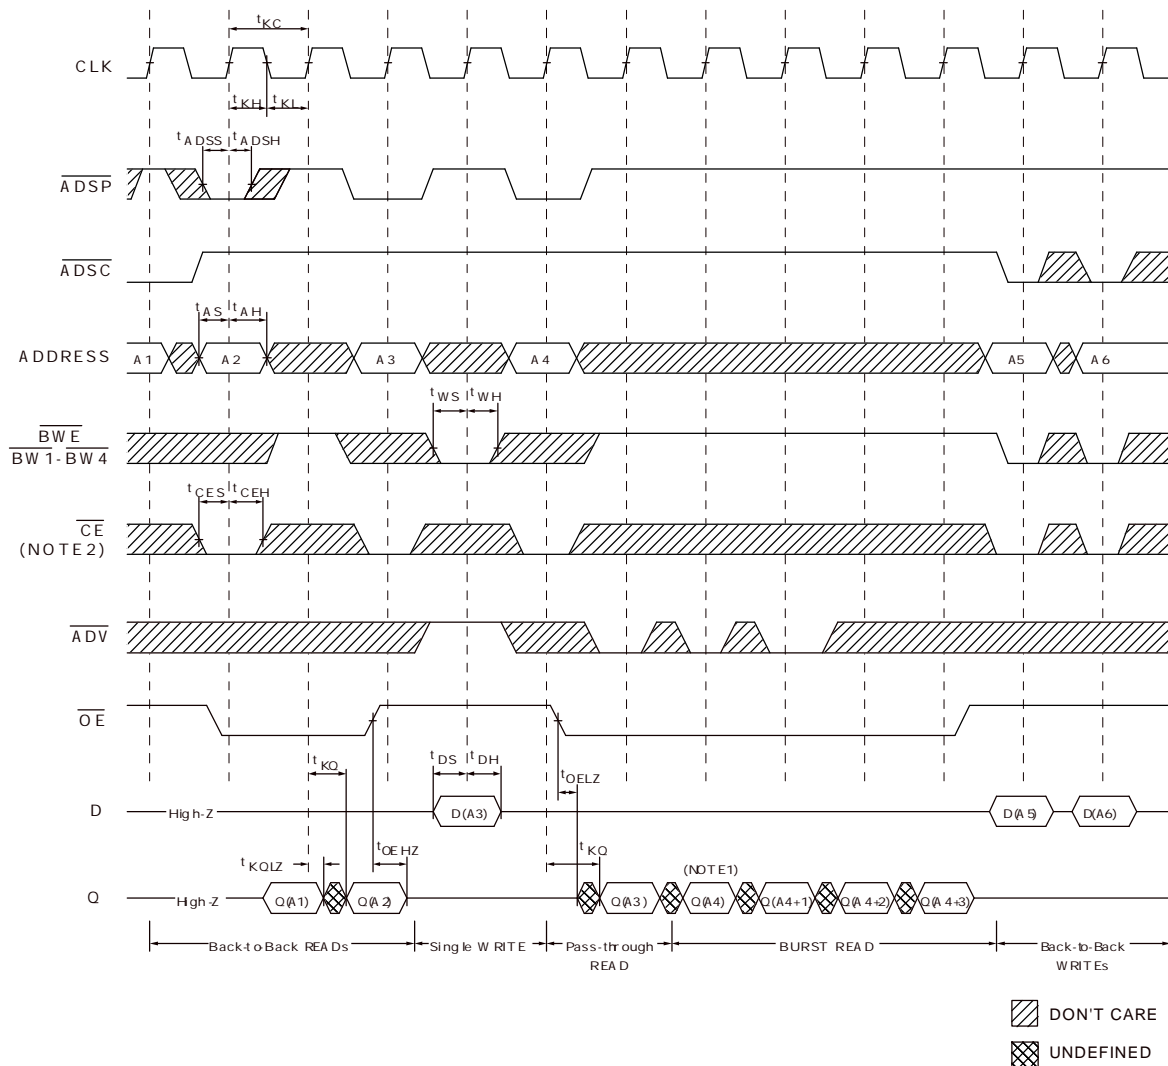 tKC
CLK
tKH tKL
tADSS tADSH
ADSP
ADSC
tAS tAH
ADDRESS A1 A2 A3 A4 A5 A6
tWS tWH
BWE
BW1-BW4
tCES tCEH
CE
(NOTE2)
ADV
OE
tKQ tDS tDH tOELZ
D High-Z D(A3) D(A5) D(A6)
tKQLZ tOEHZ tKQ
(NOTE1)
Q High-Z Q(A1) Q(A2) Q(A3) Q(A4) Q(A4+1) Q(A4+2) Q(A4+3)
Back-to-Back READs Single WRITE Pass-through BURST READ Back-to-Back
READ WRITEs
DON'T CARE
UNDEFINED